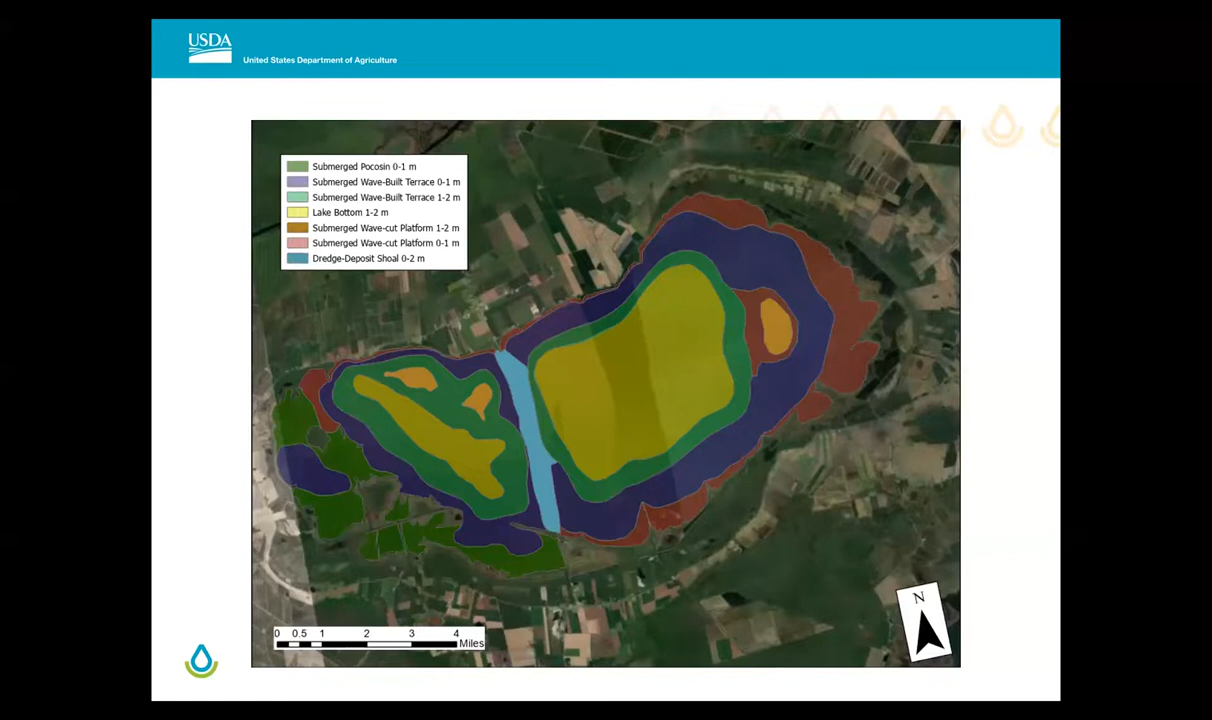 USDA
United States Department of Agriculture
Submerged Pocosin 0-1 m
Submerged Wave-Built Terrace 0-1 m
Submerged Wave-Built Terrace 1-2 m
Lake Bottom 1-2 m
Submerged Wave-cut Platform 1-2 m
Submerged Wave-cut Platform 0-1 m
Dredge-Deposit Shoal 0-2 m
N
0 0.5 1 2 3 4
Miles